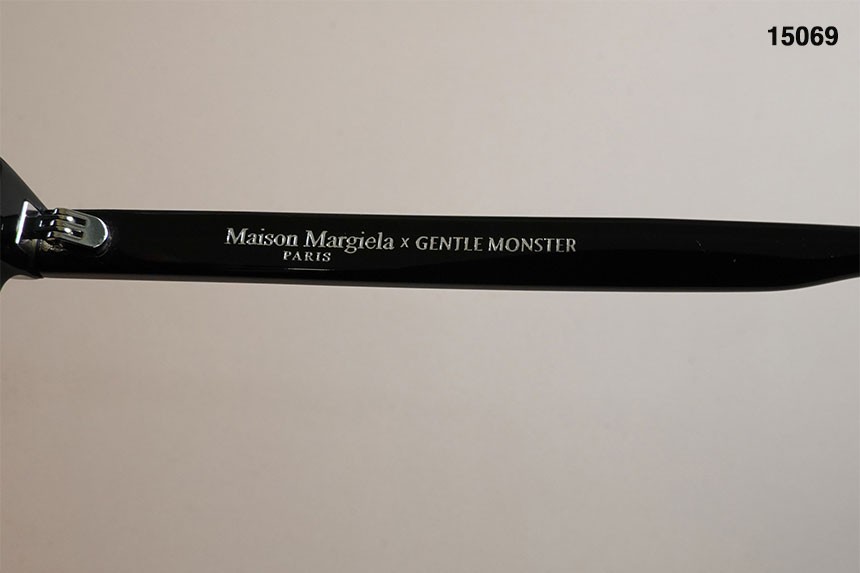 15069
Maison Margiela x GENTLE MONSTER
PARIS